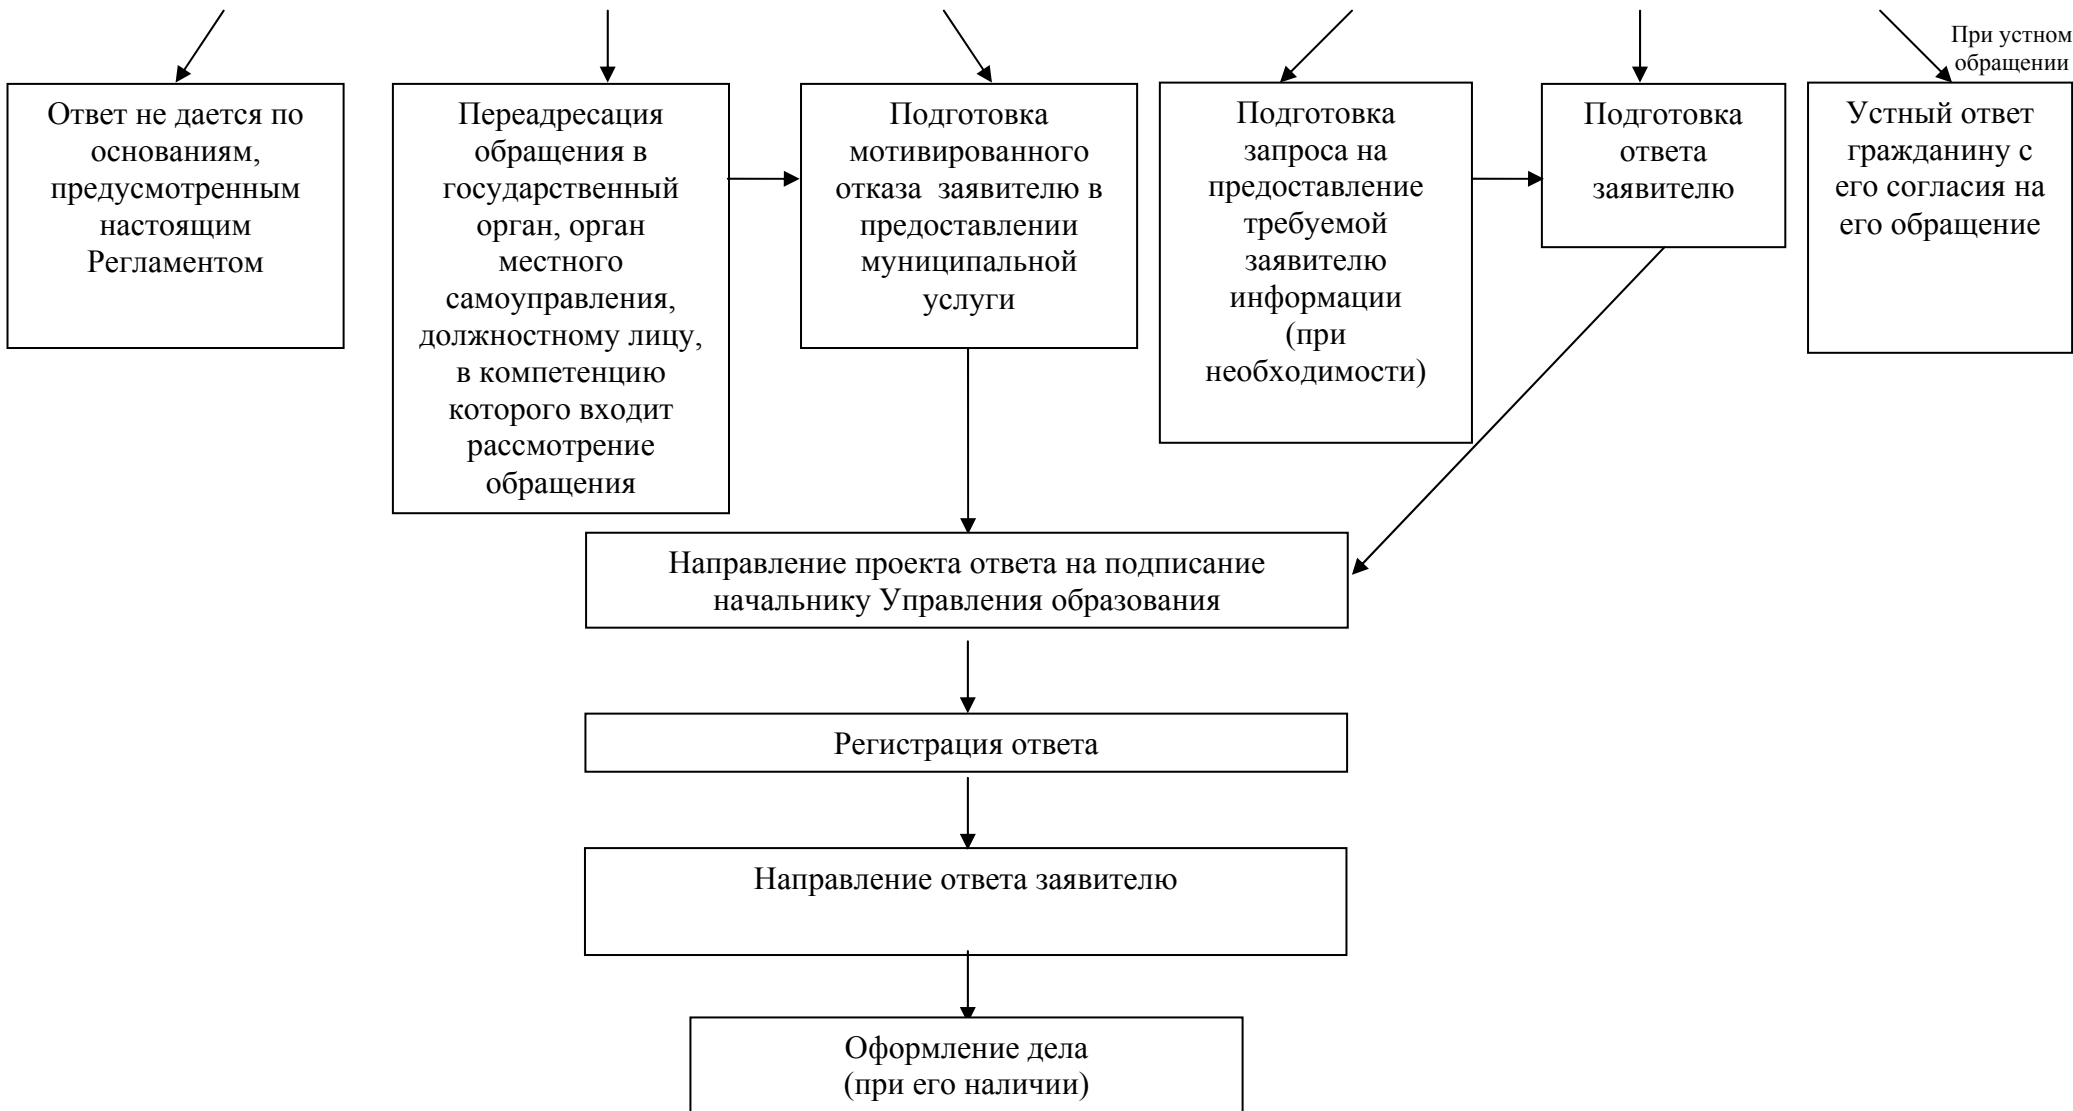 При устном
обращении
Ответ не дается по
основаниям,
предусмотренным
настоящим
Регламентом
Переадресация
обращения в
государственный
орган, орган
местного
самоуправления,
должностному лицу,
в компетенцию
которого входит
рассмотрение
обращения
Подготовка
мотивированного
отказа заявителю в
предоставлении
муниципальной
услуги
Подготовка
запроса на
предоставление
требуемой
заявителю
информации
(при
необходимости)
Подготовка
ответа
заявителю
Устный ответ
гражданину с
его согласия на
его обращение
Направление проекта ответа на подписание
начальнику Управления образования
Регистрация ответа
Направление ответа заявителю
Оформление дела
(при его наличии)